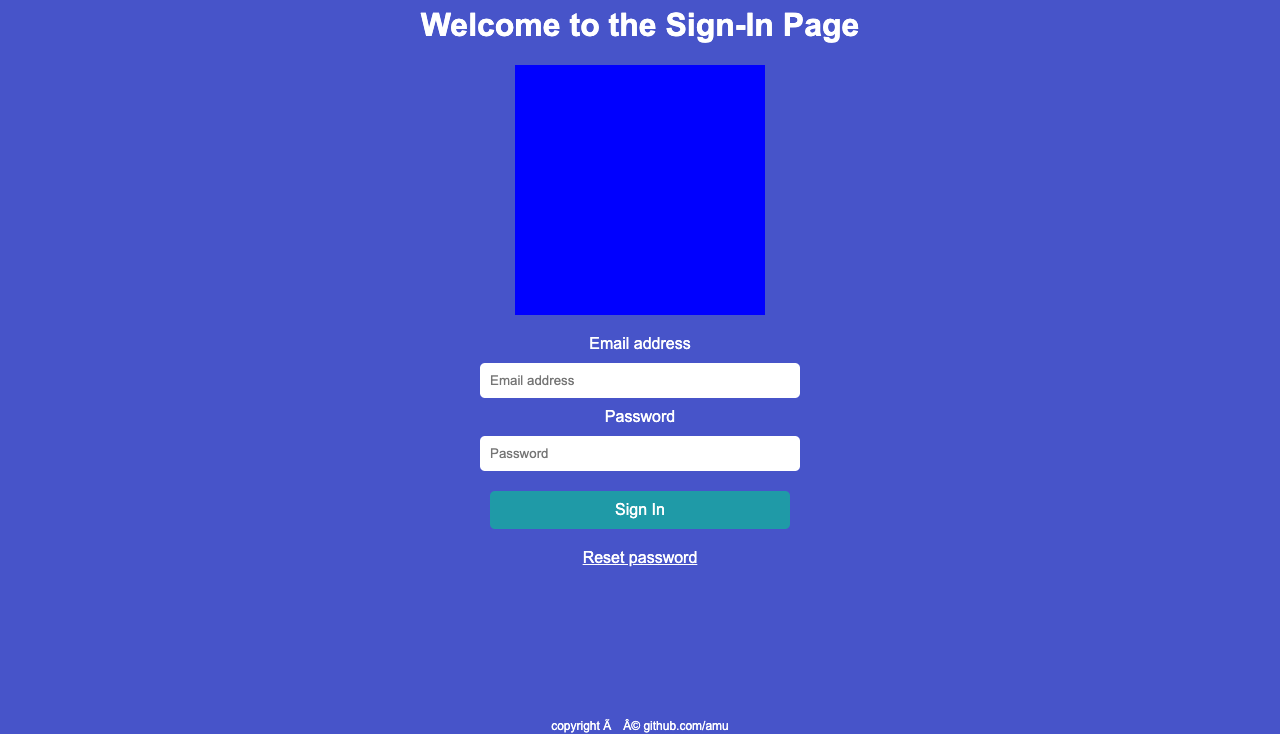 Welcome to the Sign-In Page
Email address
Email address
Password
Password
Sign In
Reset password
copyright Ã Â© github.com/amu